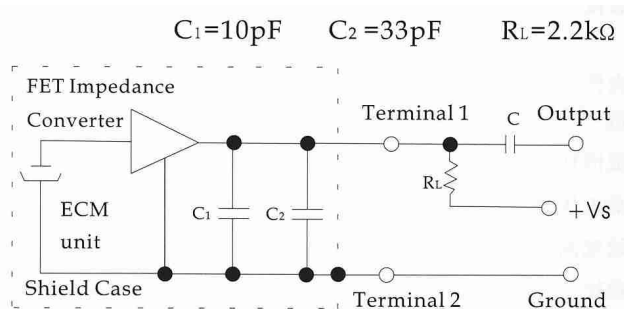 C1=10pF C2=33pF RL=2.2kΩ
FET Impedance
Converter
Terminal 1
C
Output
RL
+Vs
ECM
unit
C1
C2
Shield Case
Terminal 2
Ground